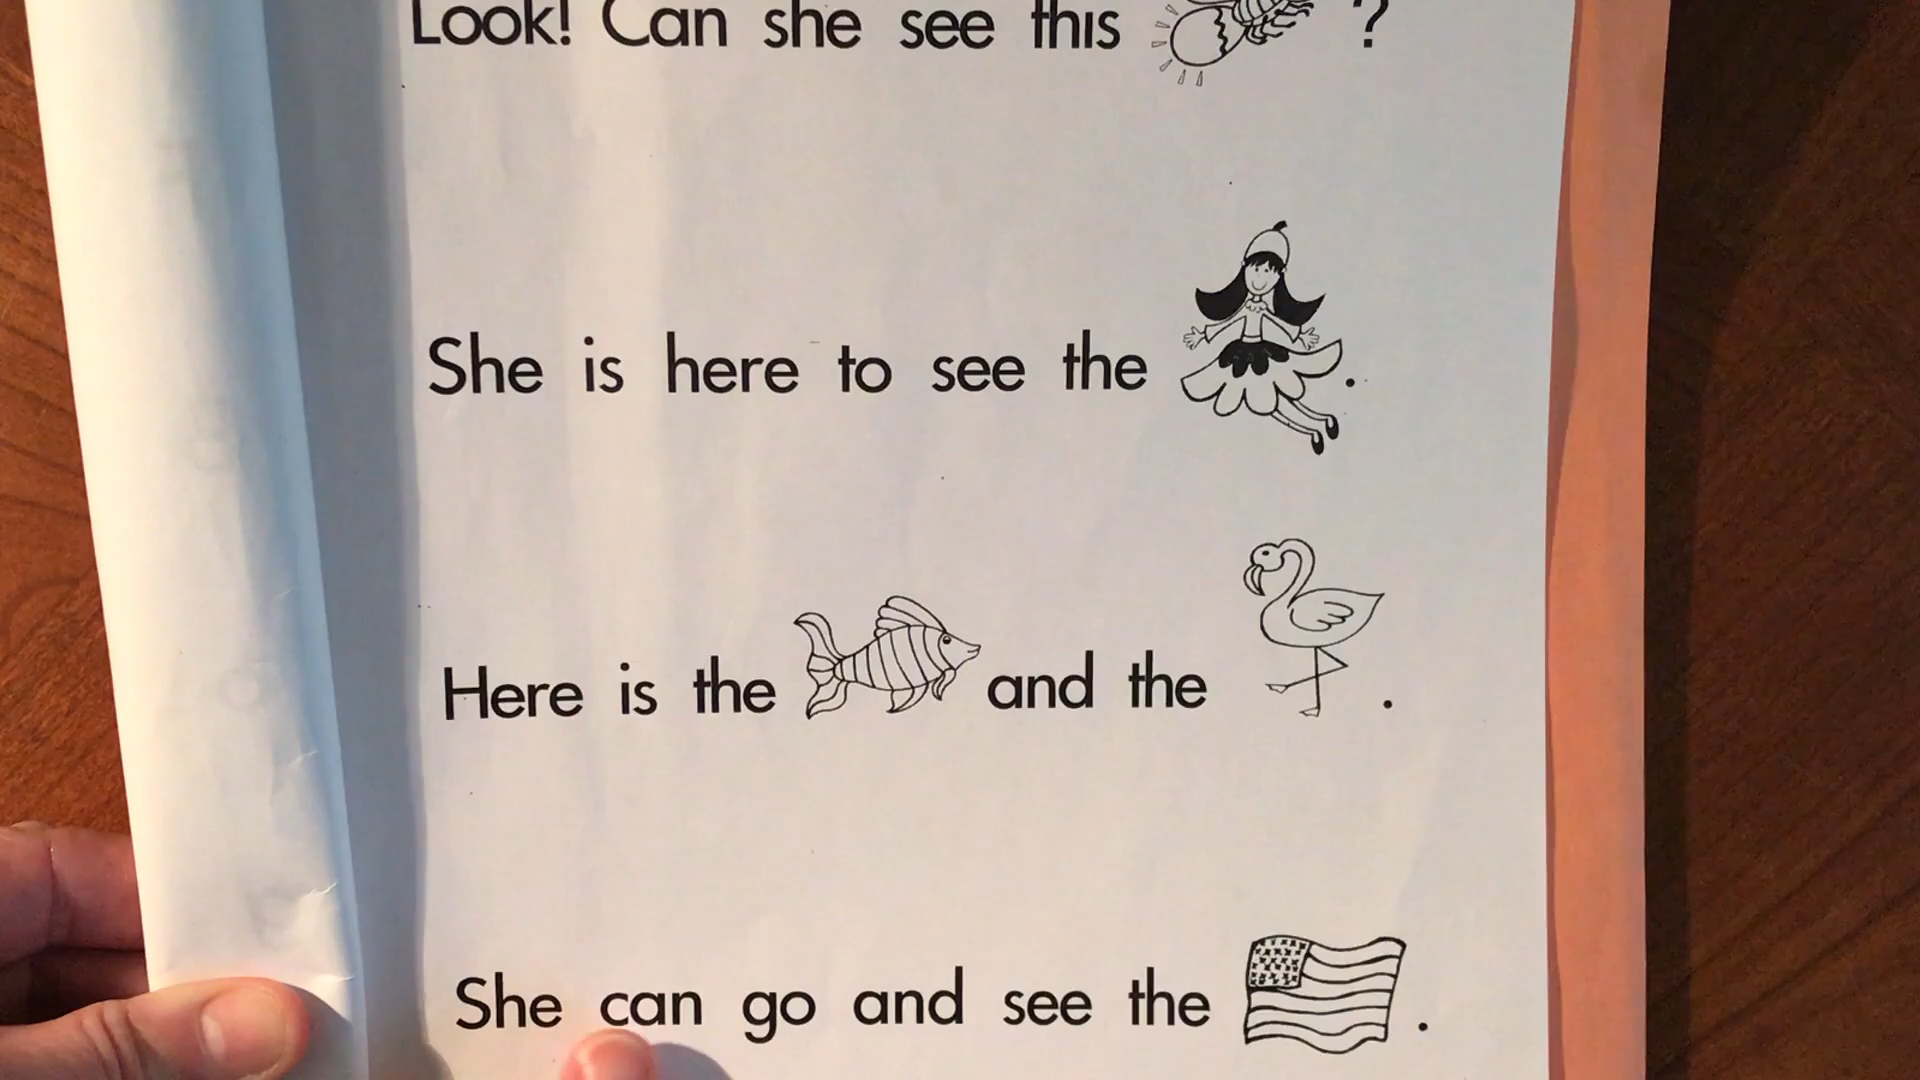 Look! Can she see this ?
She is here to see the .
Here is the and the .
She can go and see the .